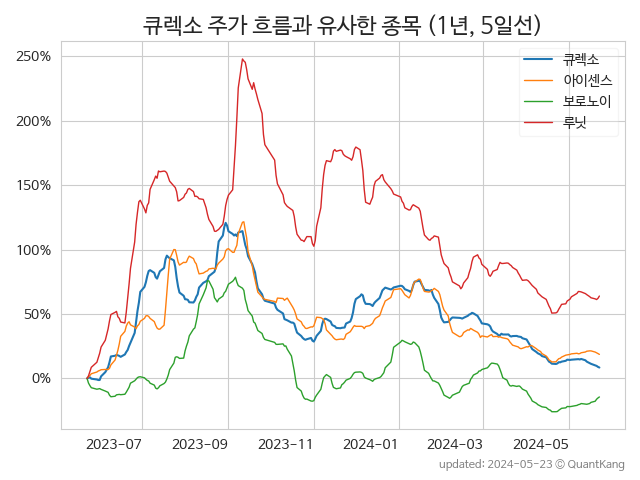 큐렉소 주가 흐름과 유사한 종목 (1년, 5일선)
큐렉소
아이센스
보로노이
루닛
250%
200%
150%
100%
50%
0%
2023-07
2023-09
2023-11
2024-01
2024-03
2024-05
updated: 2024-05-23 ⓒ QuantKang